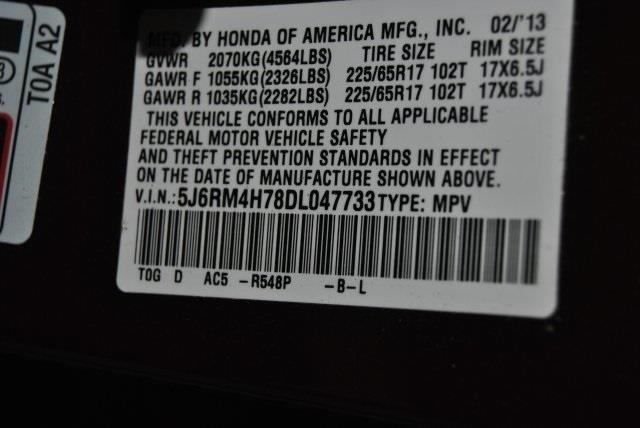 MFD. BY HONDA OF AMERICA MFG., INC. 02/'13
GVWR 2070KG(4564LBS) TIRE SIZE RIM SIZE
GAWR F 1055KG(2326LBS) 225/65R17 102T 17X6.5J
GAWR R 1035KG(2282LBS) 225/65R17 102T 17X6.5J
THIS VEHICLE CONFORMS TO ALL APPLICABLE
FEDERAL MOTOR VEHICLE SAFETY
AND THEFT PREVENTION STANDARDS IN EFFECT
ON THE DATE OF MANUFACTURE SHOWN ABOVE.
V.I.N.:5J6RM4H78DL047733TYPE: MPV
TOG D AC5 -R548P -B-L
T0A A2